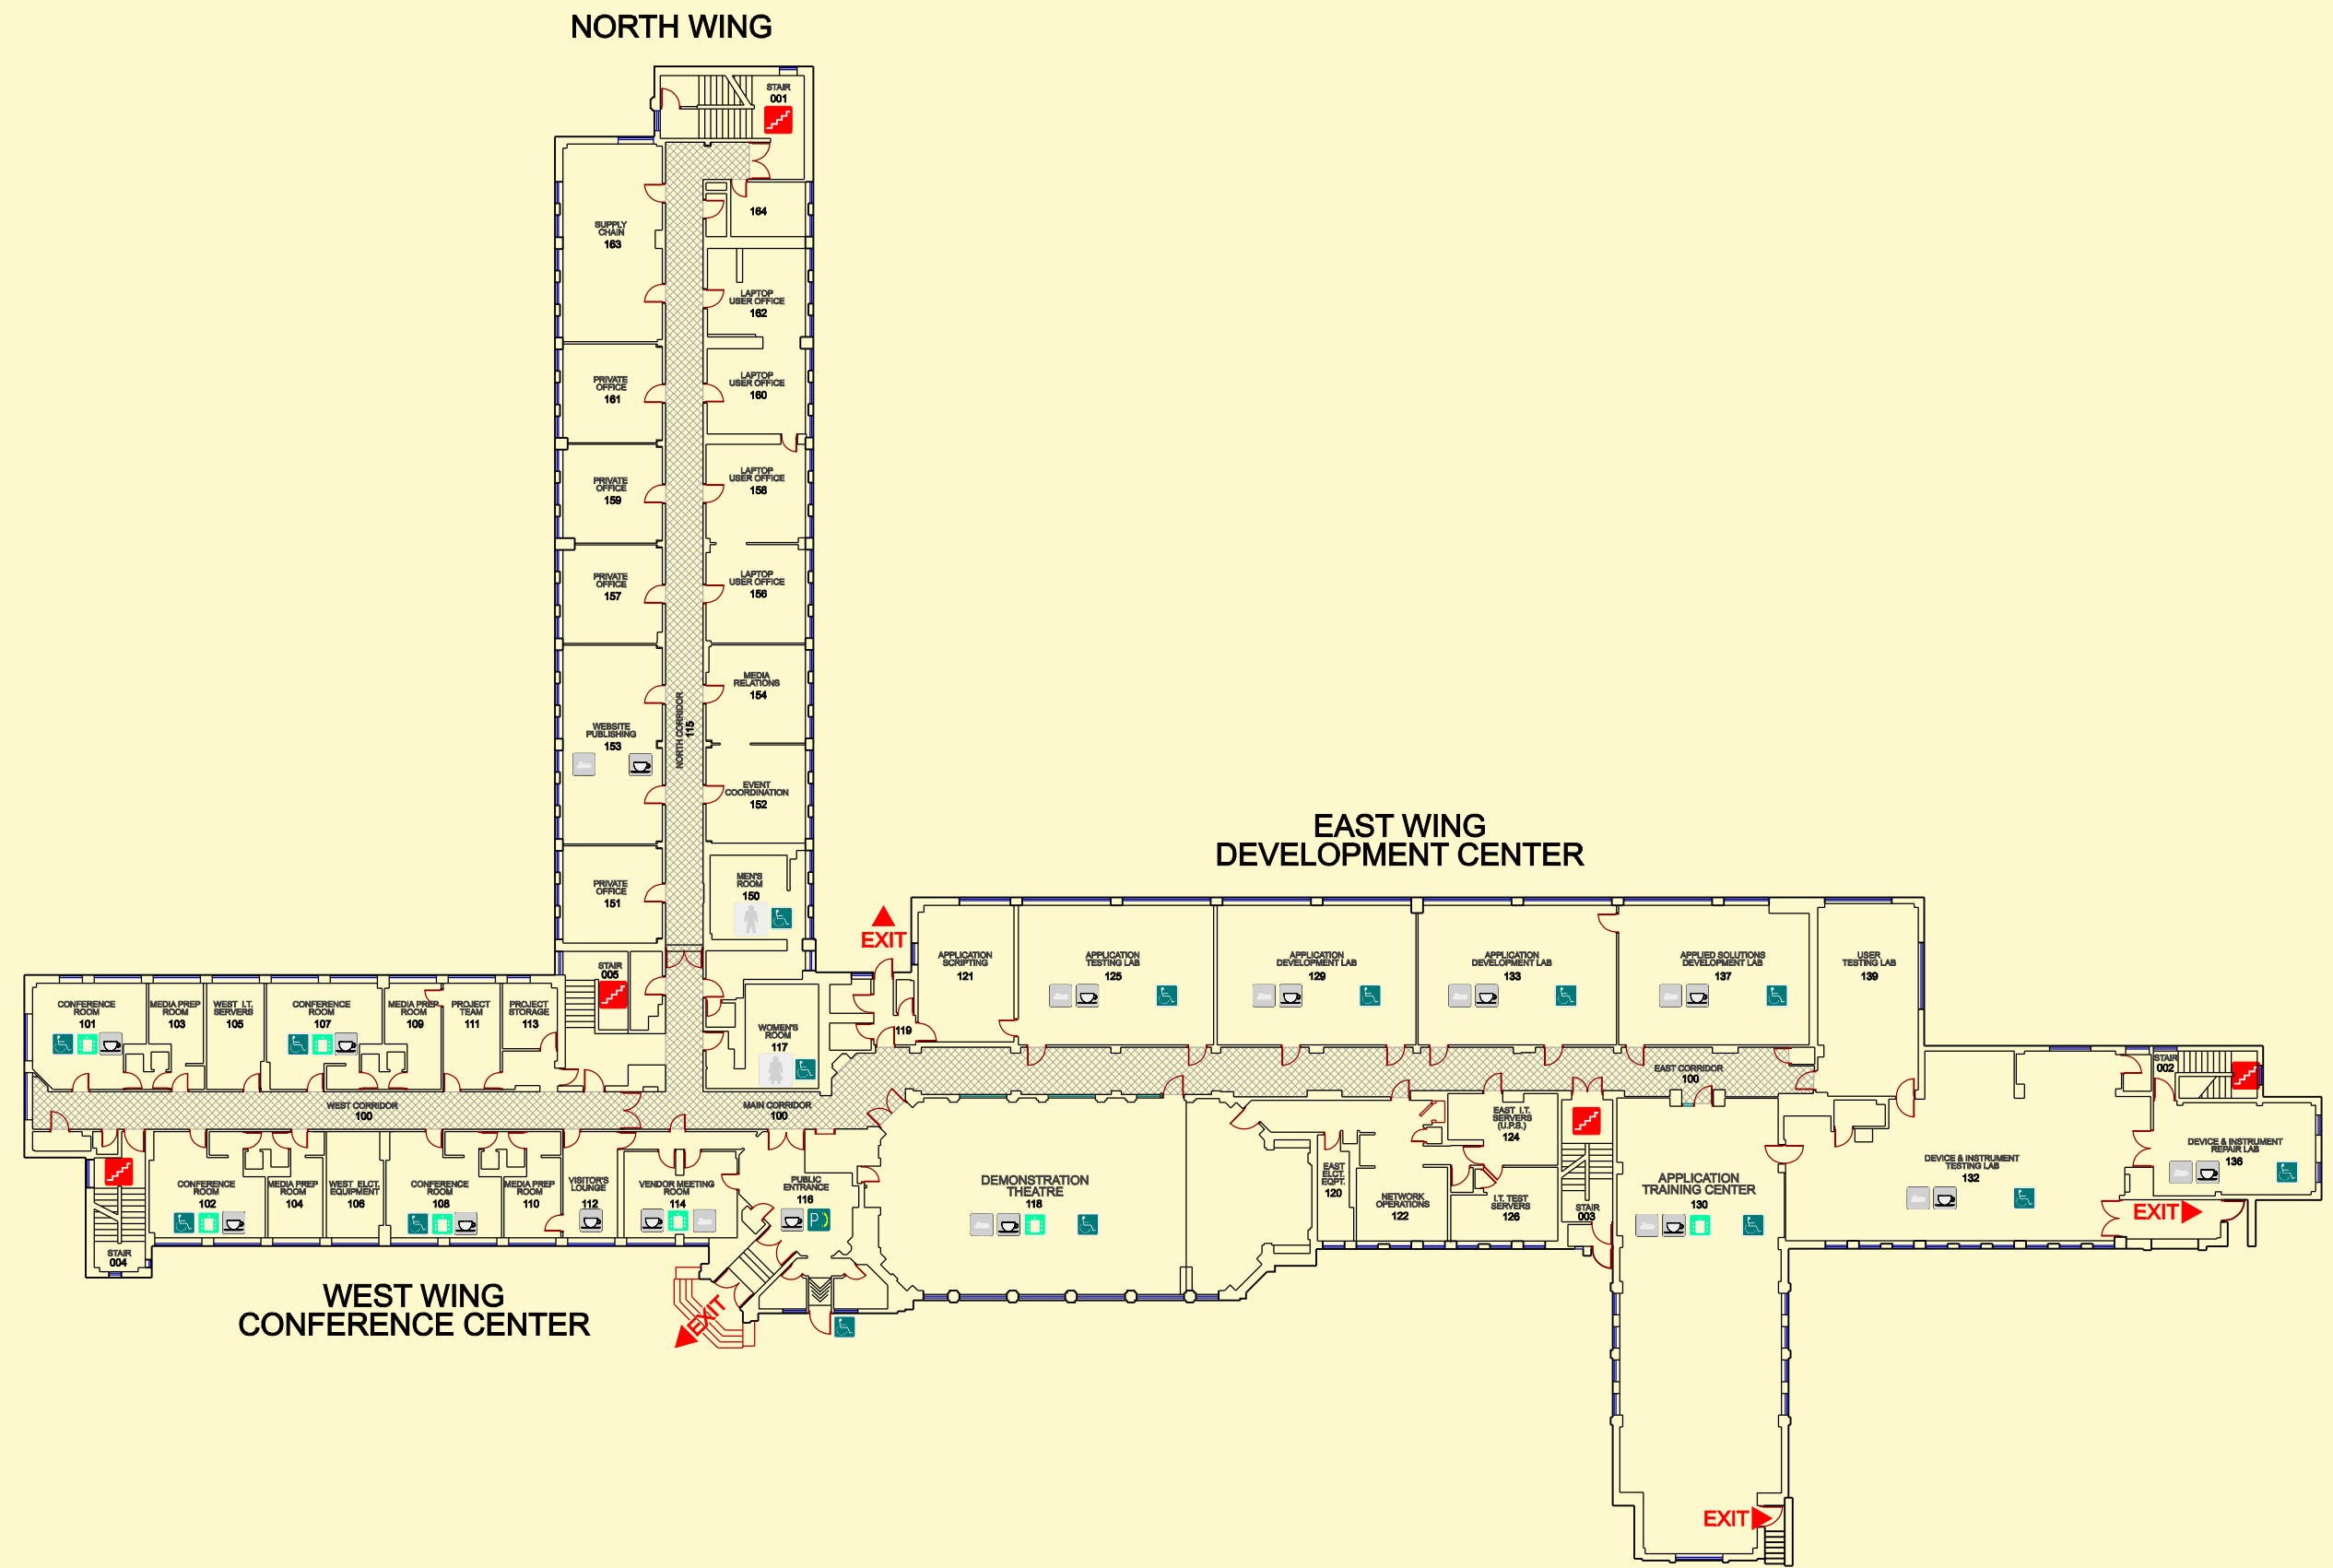 NORTH WING
STAIR
001
164
SUPPLY
CHAIN
163
LAPTOP
USER OFFICE
162
PRIVATE
OFFICE
161
LAPTOP
USER OFFICE
160
PRIVATE
OFFICE
159
LAPTOP
USER OFFICE
158
PRIVATE
OFFICE
157
LAPTOP
USER OFFICE
156
MEDIA
RELATIONS
154
NORTH CORRIDOR
115
WEBSITE
PUBLISHING
153
EVENT
COORDINATION
152
PRIVATE
OFFICE
151
MEN'S
ROOM
150
EAST WING
DEVELOPMENT CENTER
EXIT
STAIR
005
CONFERENCE
ROOM
101
MEDIA PREP
ROOM
103
WEST I.T.
SERVERS
105
CONFERENCE
ROOM
107
MEDIA PREP
ROOM
109
PROJECT
TEAM
111
PROJECT
STORAGE
113
WOMEN'S
ROOM
117
119
APPLICATION
SCRIPTING
121
APPLICATION
TESTING LAB
125
APPLICATION
DEVELOPMENT LAB
129
APPLICATION
DEVELOPMENT LAB
133
APPLIED SOLUTIONS
DEVELOPMENT LAB
137
USER
TESTING LAB
139
WEST CORRIDOR
100
MAIN CORRIDOR
100
EAST CORRIDOR
100
STAIR
002
STAIR
004
CONFERENCE
ROOM
102
MEDIA PREP
ROOM
104
WEST ELCT.
EQUIPMENT
106
CONFERENCE
ROOM
108
MEDIA PREP
ROOM
110
VISITOR'S
LOUNGE
112
VENDOR MEETING
ROOM
114
PUBLIC
ENTRANCE
116
P
DEMONSTRATION
THEATRE
118
EAST
ELCT.
EQPT.
120
NETWORK
OPERATIONS
122
EAST I.T.
SERVERS
(U.P.S.)
124
I.T. TEST
SERVERS
126
STAIR
003
APPLICATION
TRAINING CENTER
130
DEVICE & INSTRUMENT
TESTING LAB
132
DEVICE & INSTRUMENT
REPAIR LAB
136
EXIT
WEST WING
CONFERENCE CENTER
EXIT
EXIT